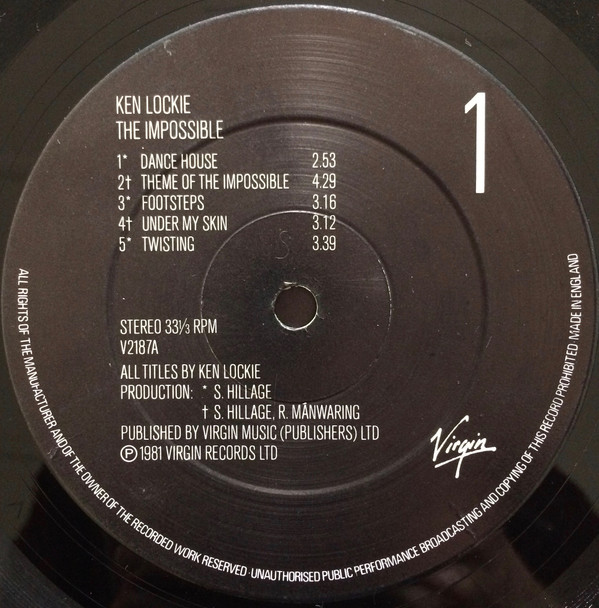 KEN LOCKIE
THE IMPOSSIBLE
1
1* DANCE HOUSE 2.53
2† THEME OF THE IMPOSSIBLE 4.29
3* FOOTSTEPS 3.16
4† UNDER MY SKIN 3.12
5* TWISTING 3.39
STEREO 33⅓ RPM
V2187A
ALL TITLES BY KEN LOCKIE
PRODUCTION: * S. HILLAGE
† S. HILLAGE, R. MANWARING
PUBLISHED BY VIRGIN MUSIC (PUBLISHERS) LTD
Ⓟ 1981 VIRGIN RECORDS LTD
Virgin
ALL RIGHTS OF THE MANUFACTURER AND OF THE OWNER OF THE RECORDED WORK RESERVED · UNAUTHORISED PUBLIC PERFORMANCE BROADCASTING AND COPYING OF THIS RECORD PROHIBITED MADE IN ENGLAND